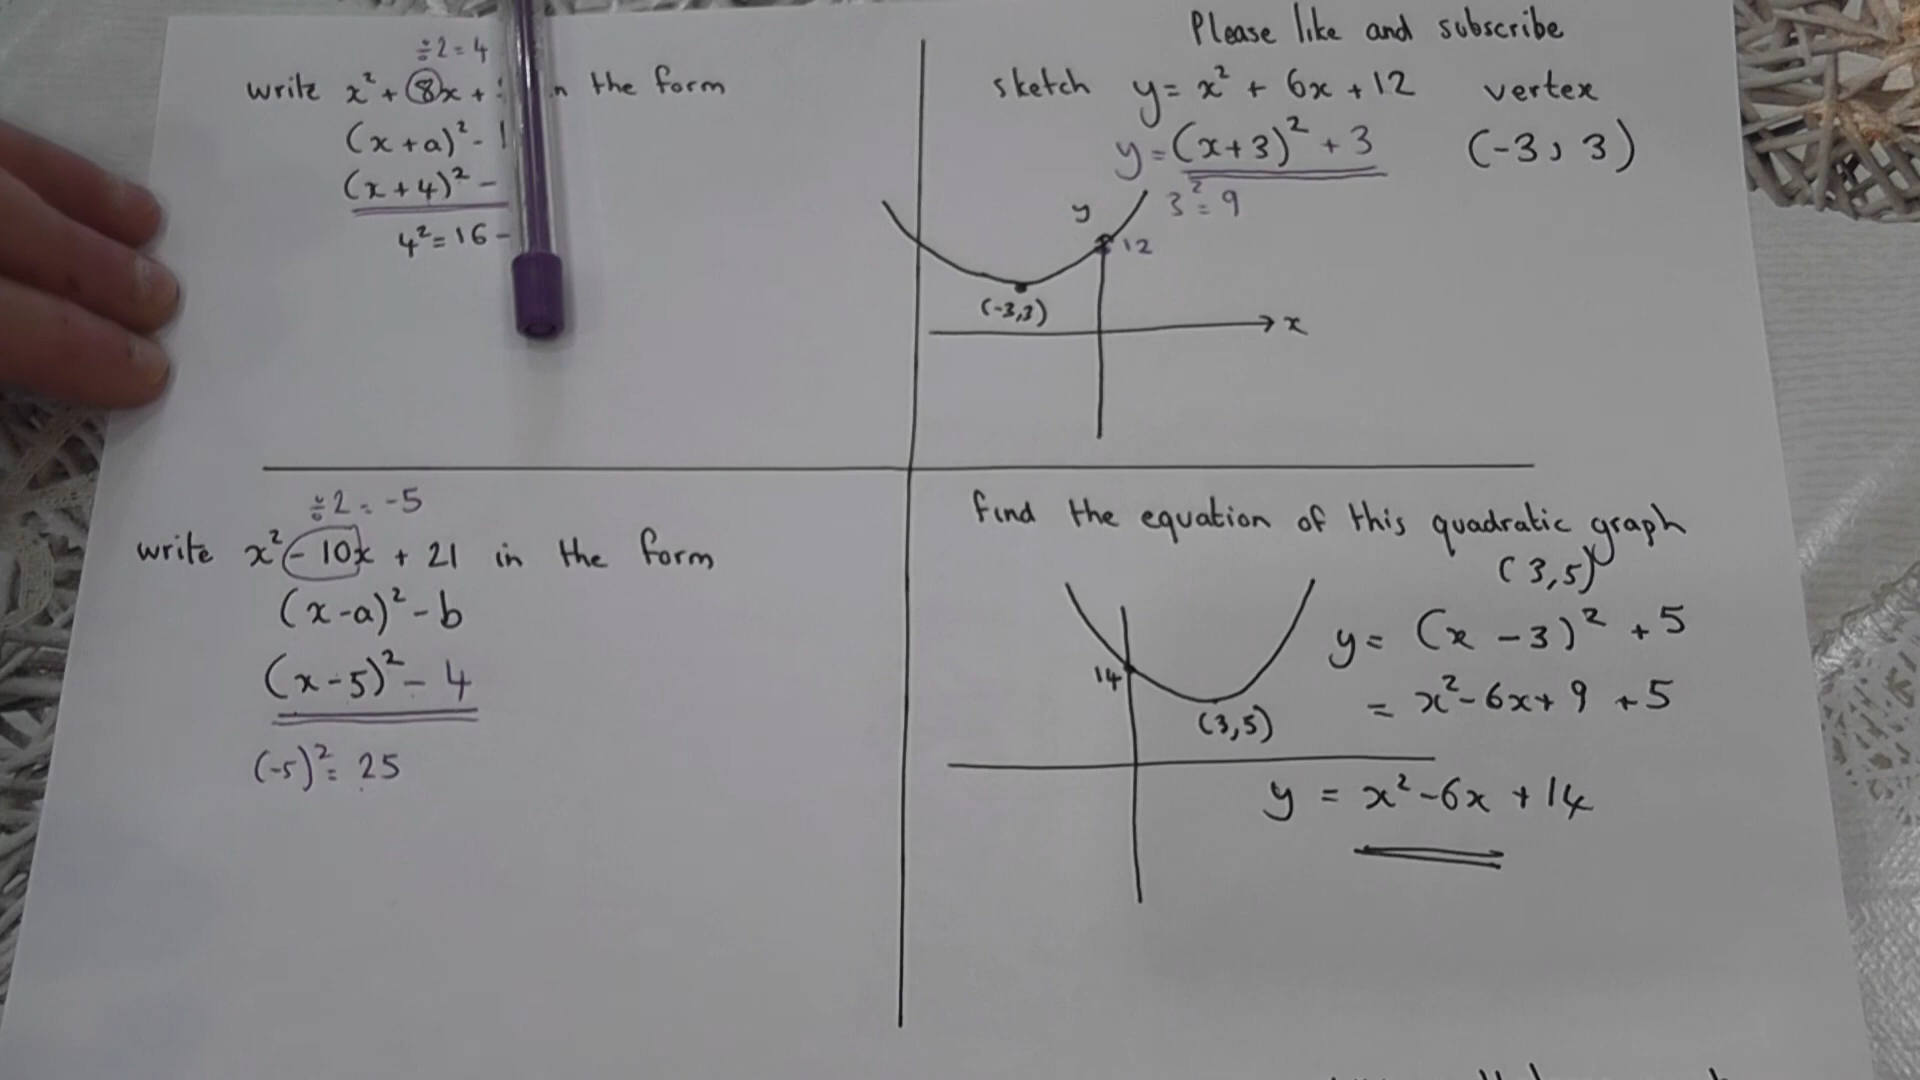 ÷2=4
write x² + 8x + in the form
(x+a)² -
(x+4)² -
4²=16-
Please like and subscribe
sketch y= x² + 6x + 12 vertex
y=(x+3)² + 3 (-3, 3)
3²=9
y
12
(-3,3)
x
÷2=-5
write x² - 10x + 21 in the form
(x-a)² - b
(x-5)² - 4
(-5)²= 25
find the equation of this quadratic graph
(3,5)
y= (x -3)² +5
14
= x²-6x+9 +5
(3,5)
y = x²-6x +14